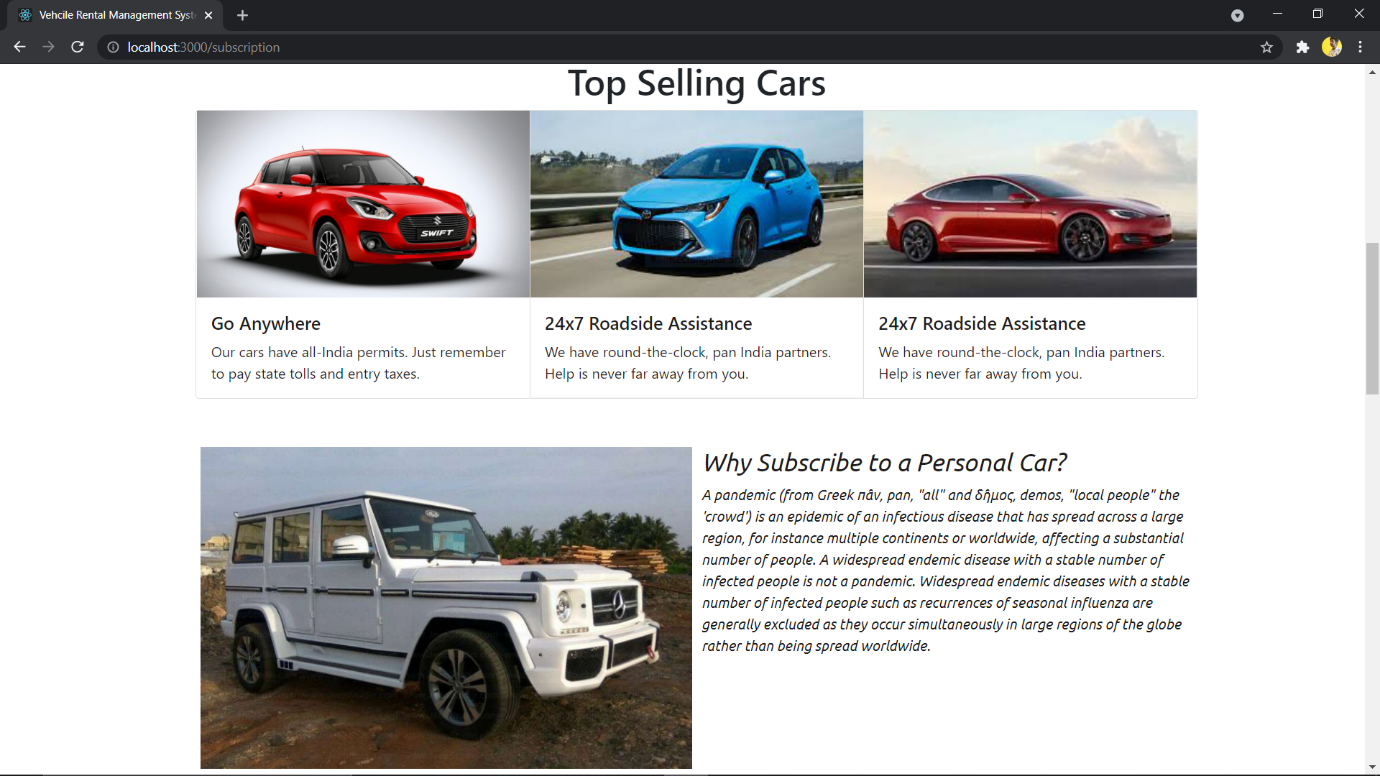 Vehcile Rental Management Syst
localhost:3000/subscription
Top Selling Cars
SWIFT
Go Anywhere
Our cars have all-India permits. Just remember
to pay state tolls and entry taxes.
24x7 Roadside Assistance
We have round-the-clock, pan India partners.
Help is never far away from you.
24x7 Roadside Assistance
We have round-the-clock, pan India partners.
Help is never far away from you.
Why Subscribe to a Personal Car?
A pandemic (from Greek πᾶν, pan, "all" and δῆμος, demos, "local people" the
'crowd') is an epidemic of an infectious disease that has spread across a large
region, for instance multiple continents or worldwide, affecting a substantial
number of people. A widespread endemic disease with a stable number of
infected people is not a pandemic. Widespread endemic diseases with a stable
number of infected people such as recurrences of seasonal influenza are
generally excluded as they occur simultaneously in large regions of the globe
rather than being spread worldwide.